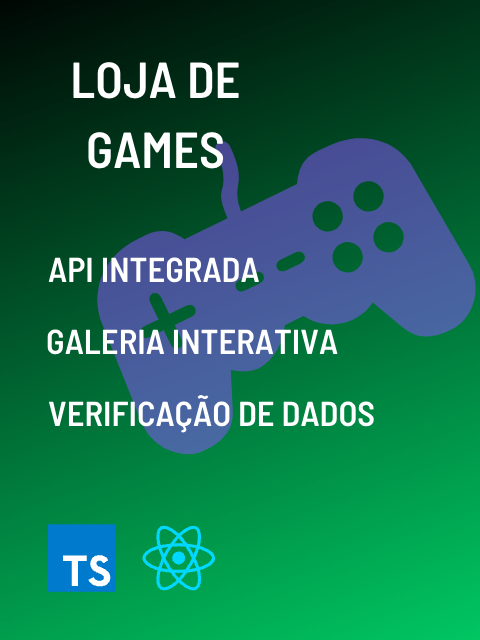 LOJA DE
GAMES
API INTEGRADA
GALERIA INTERATIVA
VERIFICAÇÃO DE DADOS
TS